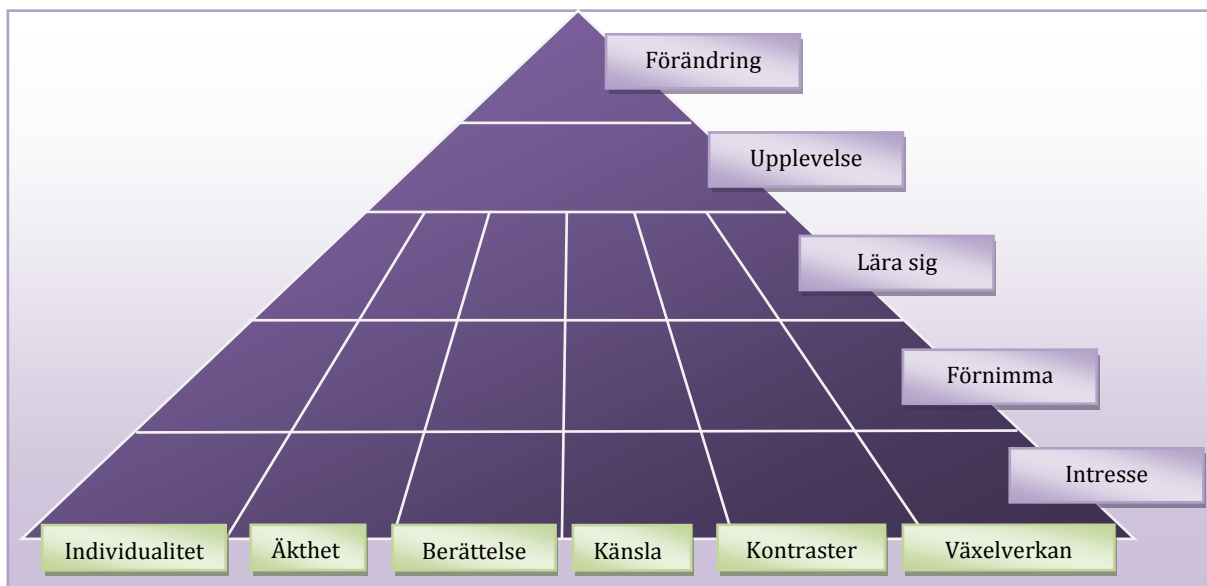 Förändring
Upplevelse
Lära sig
Förnimma
Intresse
Individualitet
Äkthet
Berättelse
Känsla
Kontraster
Växelverkan